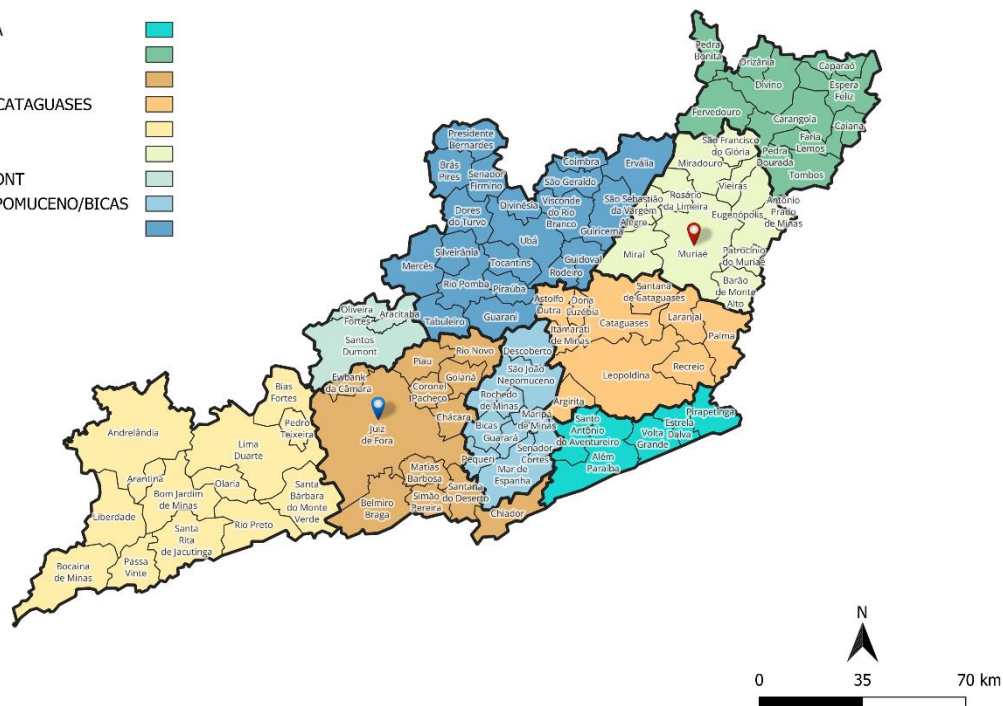 A
CATAGUASES
ONT
POMUCENO/BICAS
Pedra
Bonita
Orizânia
Caparaó
Divino
Espera
Feliz
Fervedouro
Carangola
Caiana
Faria
Lemos
São Francisco
do Glória
Pedra
Dourada
Tombos
Miradouro
Vieiras
Antônio
Prado
de Minas
Rosário
da Limeira
Eugenópolis
Muriaé
Miraí
Patrocínio
do Muriaé
Barão
de Monte
Alto
Presidente
Bernardes
Brás
Pires
Senador
Firmino
Coimbra
Ervália
São Geraldo
Divinésia
Visconde
do Rio
Branco
São Sebastião
da Vargem
Alegre
Dores
do Turvo
Guiricema
Ubá
Silveirânia
Mercês
Tocantins
Guidoval
Rodeiro
Rio Pomba
Piraúba
Tabuleiro
Guarani
Astolfo
Dutra
Dona
Euzébia
Santana
de Cataguases
Itamarati
de Minas
Cataguases
Laranjal
Palma
Leopoldina
Recreio
Argirita
Oliveira
Fortes
Aracitaba
Santos
Dumont
Ewbank
da Câmara
Piau
Rio Novo
Goianá
Coronel
Pacheco
Chácara
Juiz
de Fora
Matias
Barbosa
Belmiro
Braga
Simão
Pereira
Santana
do Deserto
Chiador
Descoberto
São João
Nepomuceno
Rochedo
de Minas
Maripá
de Minas
Bicas
Guarará
Pequeri
Senador
Cortes
Mar de
Espanha
Santo
Antônio
do Aventureiro
Além
Paraíba
Volta
Grande
Estrela
Dalva
Pirapetinga
Bias
Fortes
Pedro
Teixeira
Andrelândia
Lima
Duarte
Arantina
Olaria
Bom Jardim
de Minas
Santa
Bárbara
do Monte
Verde
Liberdade
Rio Preto
Santa
Rita
de Jacutinga
Bocaina
de Minas
Passa
Vinte
N
0 35 70 km